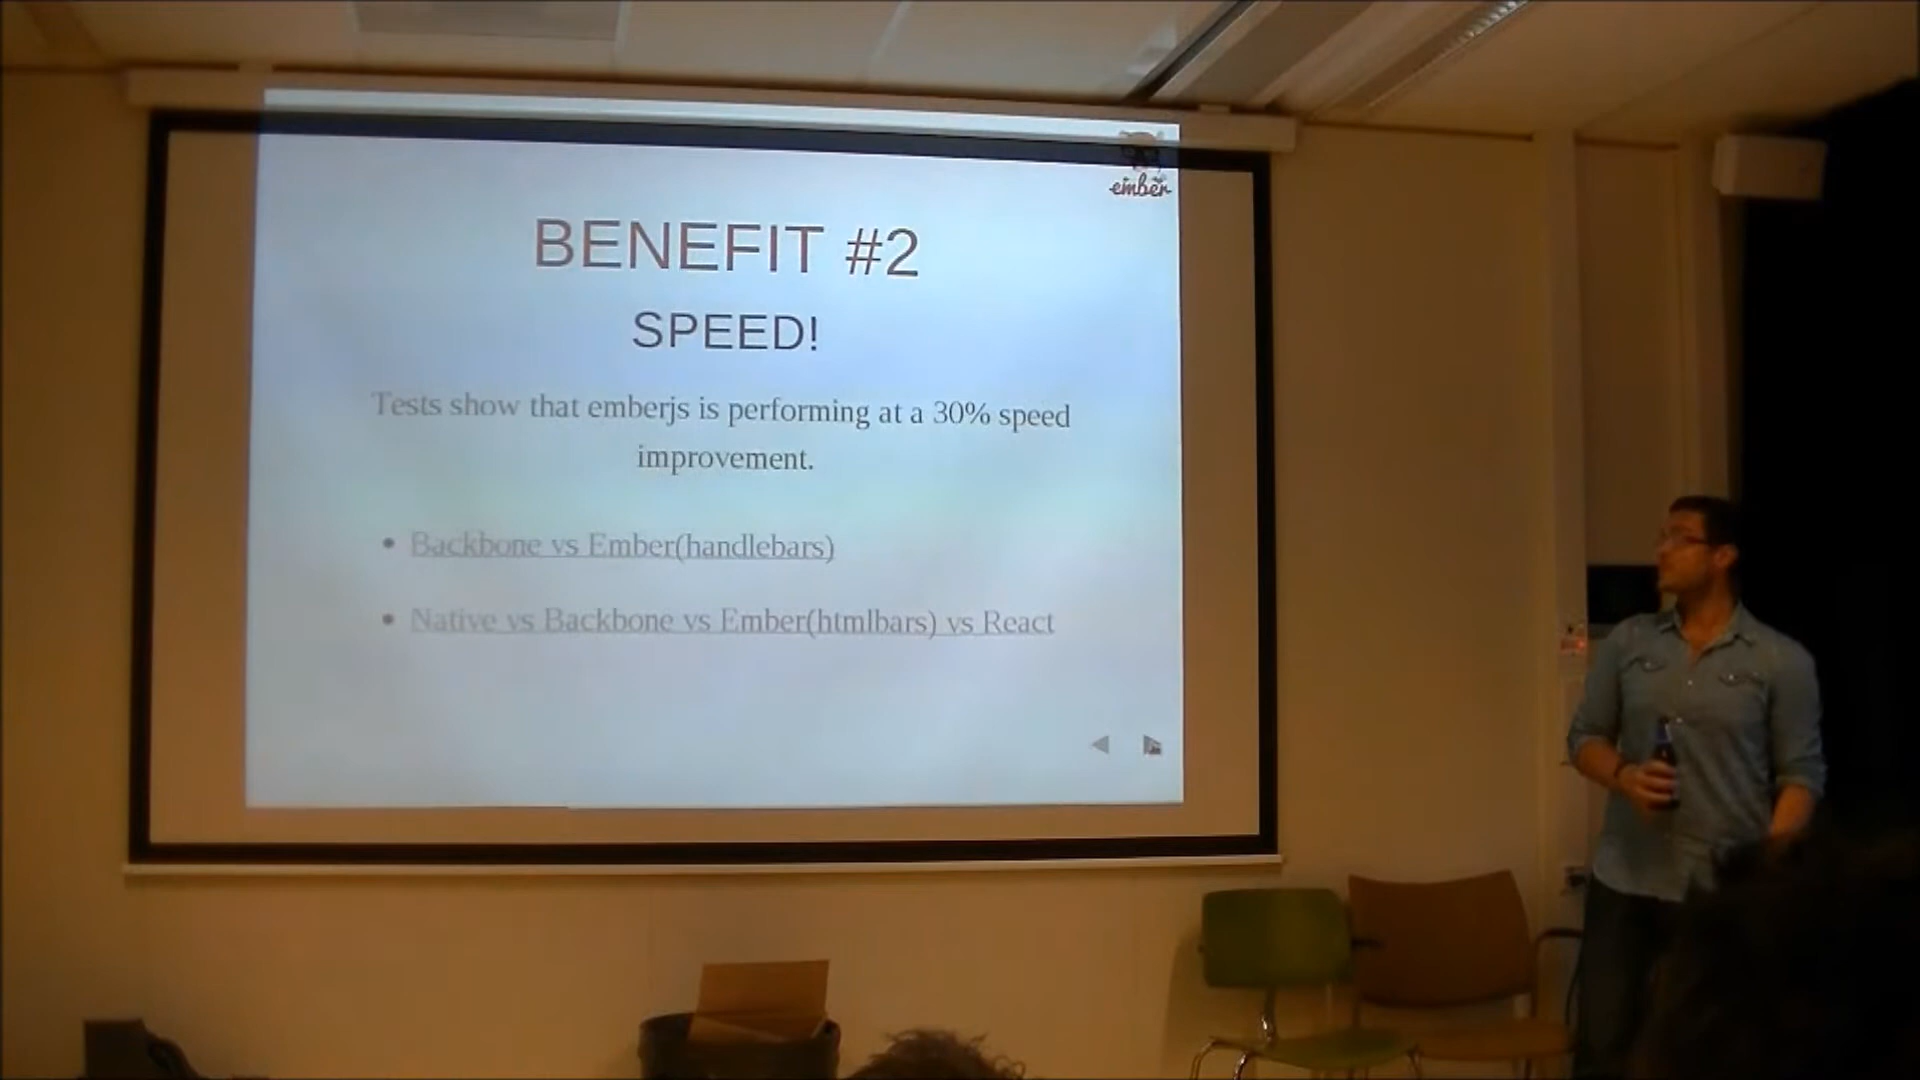 ember
BENEFIT #2
SPEED!
Tests show that emberjs is performing at a 30% speed
improvement.
Backbone vs Ember(handlebars)
Native vs Backbone vs Ember(htmlbars) vs React